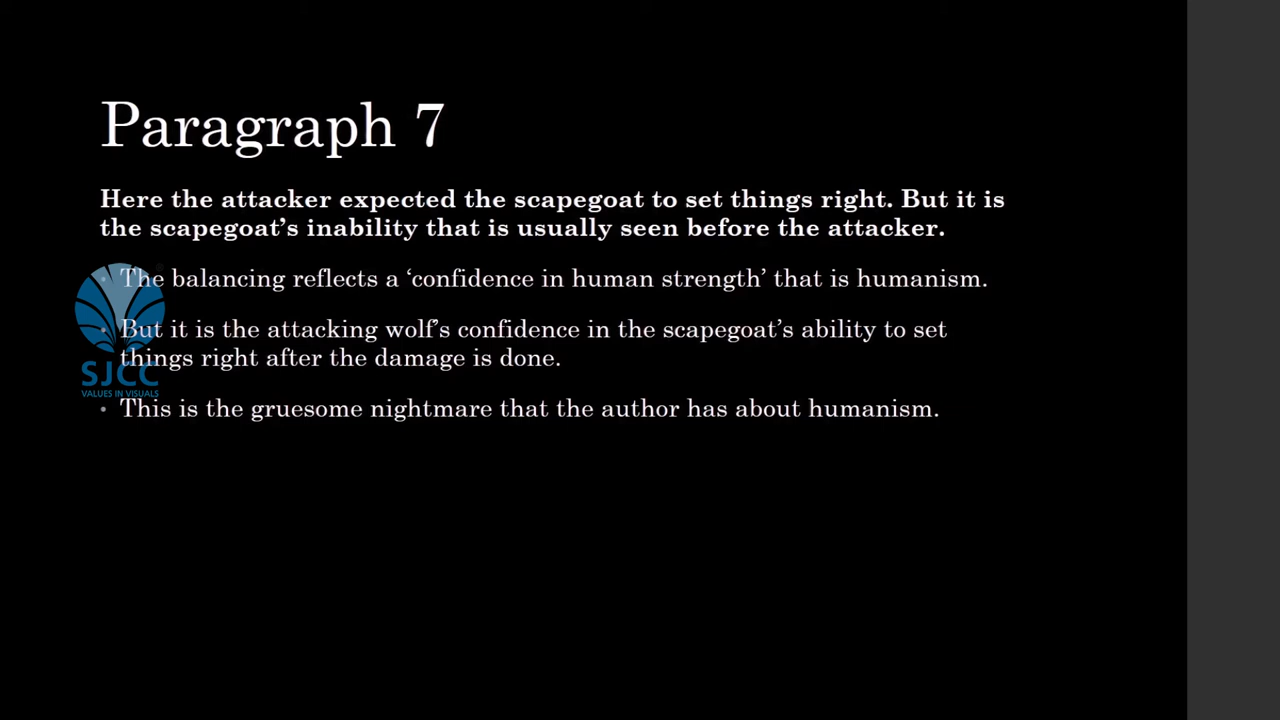 Paragraph 7
Here the attacker expected the scapegoat to set things right. But it is
the scapegoat’s inability that is usually seen before the attacker.
• The balancing reflects a ‘confidence in human strength’ that is humanism.
• But it is the attacking wolf’s confidence in the scapegoat’s ability to set
things right after the damage is done.
SJCC
VALUES IN VISUALS
• This is the gruesome nightmare that the author has about humanism.